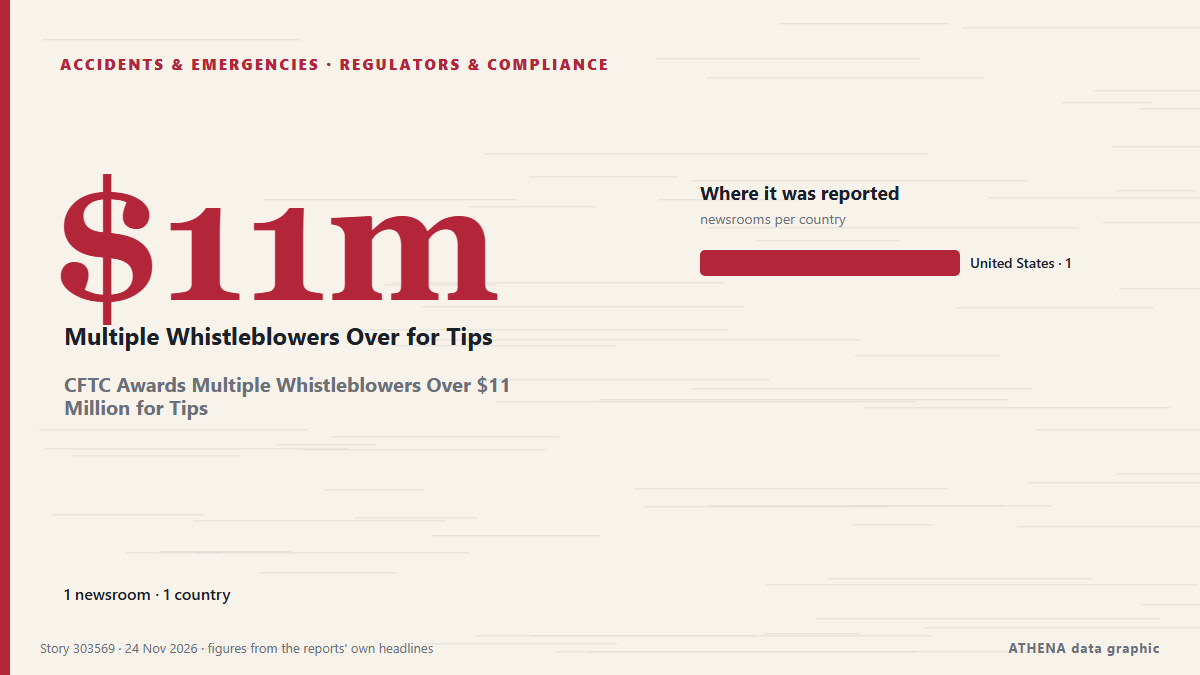 ACCIDENTS & EMERGENCIES · REGULATORS & COMPLIANCE
$11m
Multiple Whistleblowers Over for Tips
CFTC Awards Multiple Whistleblowers Over $11
Million for Tips
Where it was reported
newsrooms per country
United States · 1
1 newsroom · 1 country
Story 303569 · 24 Nov 2026 · figures from the reports' own headlines
ATHENA data graphic